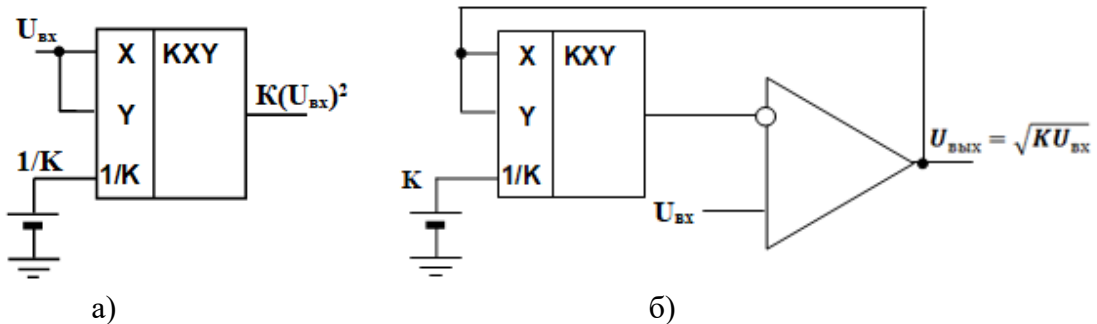 Uвх
X KXY
Y
K(Uвх)²
1/K
1/K
а)
X KXY
Y
K
1/K
Uвх
Uвых = √KUвх
б)